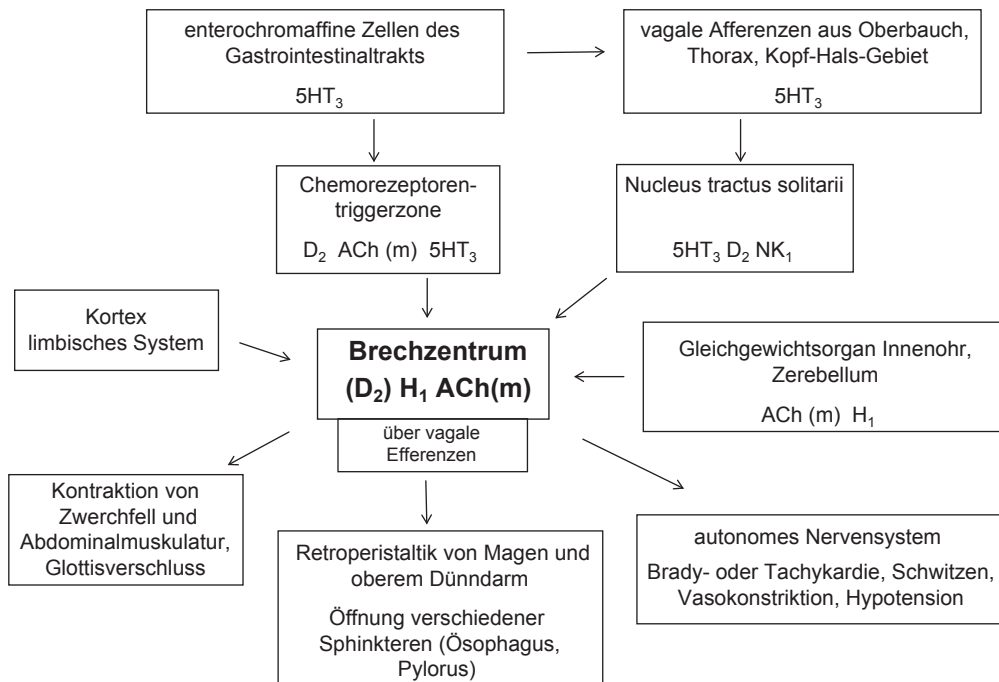 enterochromaffine Zellen des
Gastrointestinaltrakts
5HT₃
vagale Afferenzen aus Oberbauch,
Thorax, Kopf-Hals-Gebiet
5HT₃
Chemorezeptoren-
triggerzone
D₂ ACh (m) 5HT₃
Nucleus tractus solitarii
5HT₃ D₂ NK₁
Kortex
limbisches System
Brechzentrum
(D₂) H₁ ACh(m)
über vagale
Efferenzen
Gleichgewichtsorgan Innenohr,
Zerebellum
ACh (m) H₁
Kontraktion von
Zwerchfell und
Abdominalmuskulatur,
Glottisverschluss
Retroperistaltik von Magen und
oberem Dünndarm
Öffnung verschiedener
Sphinkteren (Ösophagus,
Pylorus)
autonomes Nervensystem
Brady- oder Tachykardie, Schwitzen,
Vasokonstriktion, Hypotension